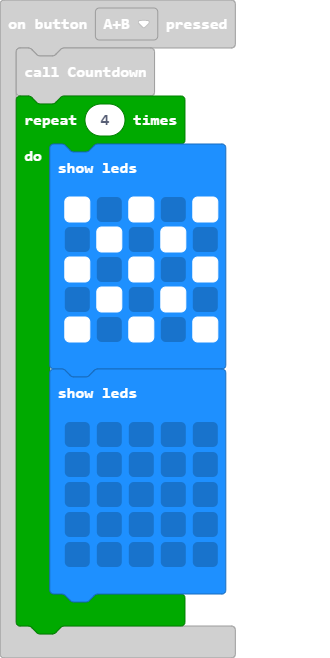 on button A+B pressed
call Countdown
repeat 4 times
do
show leds
show leds